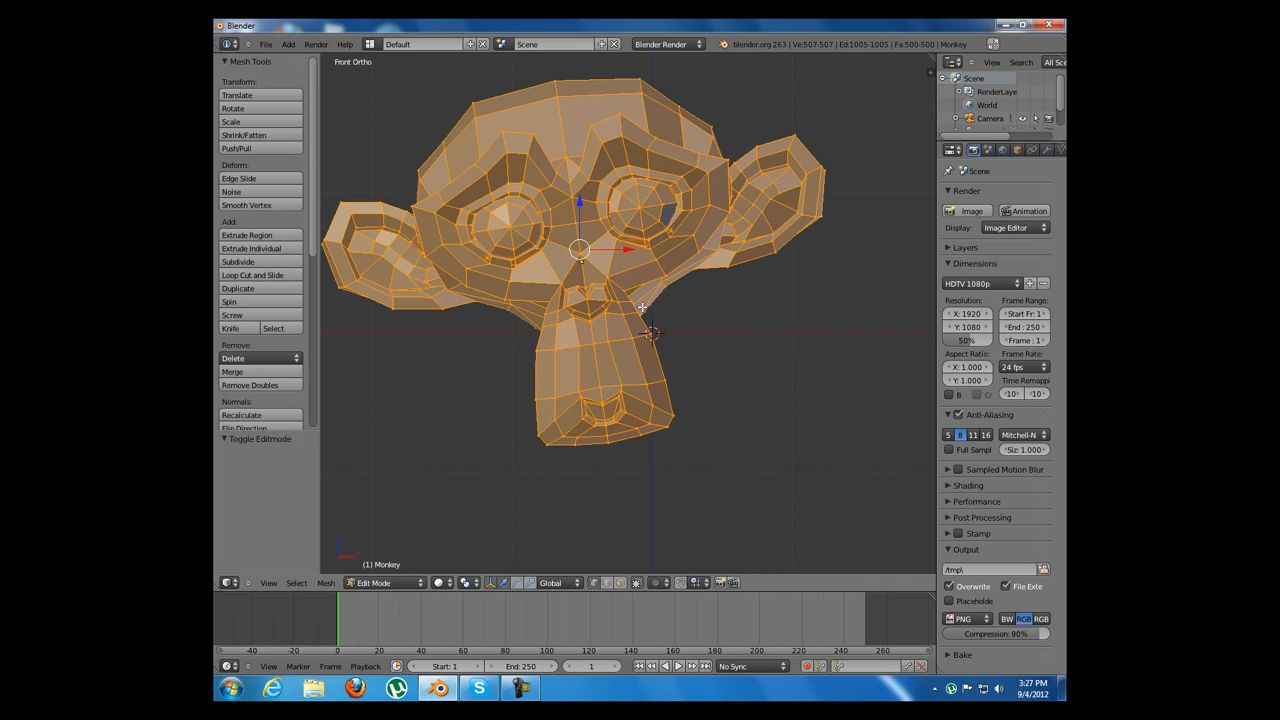 Blender
File Add Render Help Default Scene Blender Render blender.org 263 | Ve:507-507 | Ed:1005-1005 | Fa:500-500 | Monkey
Mesh Tools
Front Ortho
View Search All Sce
Transform:
Translate
Rotate
Scale
Shrink/Fatten
Push/Pull
Deform:
Edge Slide
Noise
Smooth Vertex
Add:
Extrude Region
Extrude Individual
Subdivide
Loop Cut and Slide
Duplicate
Spin
Screw
Knife Select
Remove:
Delete
Merge
Remove Doubles
Normals:
Recalculate
Flip Direction
Toggle Editmode
(1) Monkey
View Select Mesh Edit Mode Global
Scene
RenderLaye
World
Camera
Scene
Render
Image Animation
Display: Image Editor
Layers
Dimensions
HDTV 1080p
Resolution: Frame Range:
X: 1920 Start Fr: 1
Y: 1080 End : 250
50% Frame : 1
Aspect Ratio: Frame Rate:
X: 1.000 24 fps
Y: 1.000 Time Remappi
B Cr 10 10
Anti-Aliasing
5 8 11 16 Mitchell-N
Full Sampl Siz: 1.000
Sampled Motion Blur
Shading
Performance
Post Processing
Stamp
Output
/tmp\
Overwrite File Exte
Placeholde
PNG BW RGB RGB
Compression: 90%
Bake
-40 -20 0 20 40 60 80 100 120 140 160 180 200 220 240 260
View Marker Frame Playback Start: 1 End: 250 1 No Sync
3:27 PM
9/4/2012